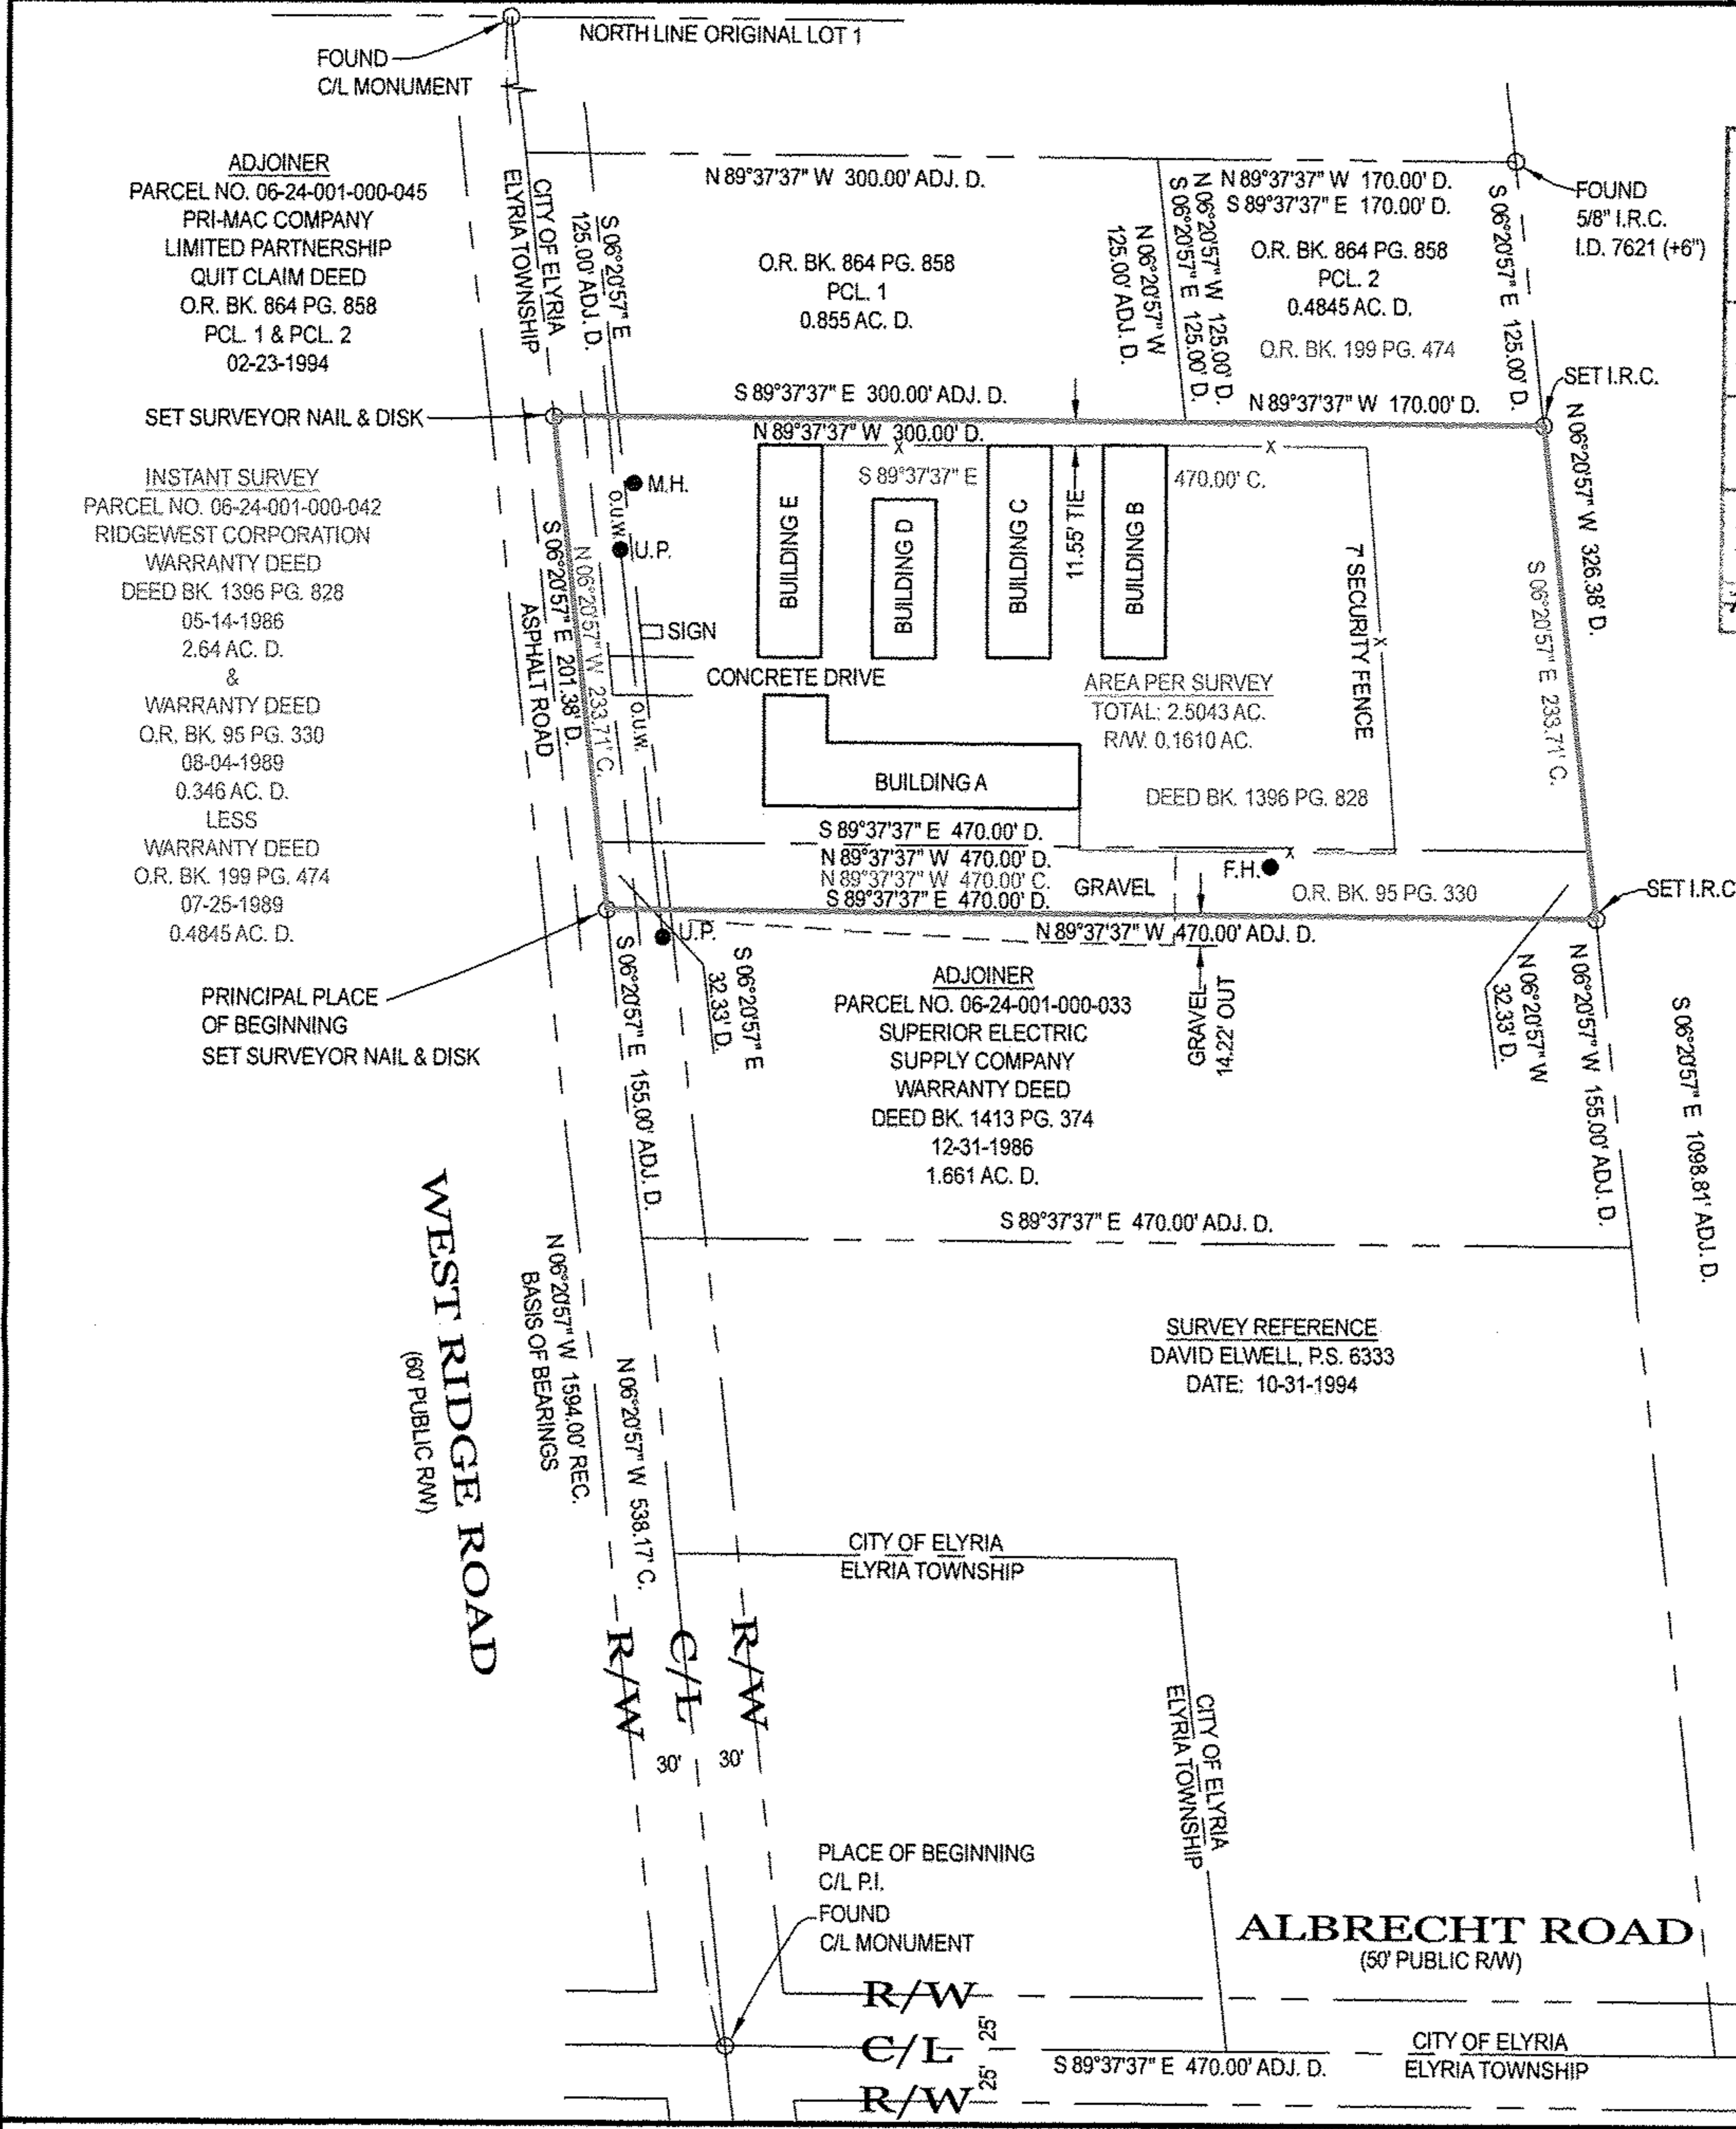 NORTH LINE ORIGINAL LOT 1
FOUND
C/L MONUMENT
ADJOINER
PARCEL NO. 06-24-001-000-045
PRI-MAC COMPANY
LIMITED PARTNERSHIP
QUIT CLAIM DEED
O.R. BK. 864 PG. 858
PCL. 1 & PCL. 2
02-23-1994
CITY OF ELYRIA
ELYRIA TOWNSHIP
S 06°20'57" E
125.00' ADJ. D.
N 89°37'37" W 300.00' ADJ. D.
O.R. BK. 864 PG. 858
PCL. 1
0.855 AC. D.
S 89°37'37" E 300.00' ADJ. D.
N 06°20'57" W
125.00' ADJ. D.
N 06°20'57" W 125.00' D.
S 06°20'57" E 125.00' D.
N 89°37'37" W 170.00' D.
S 89°37'37" E 170.00' D.
O.R. BK. 864 PG. 858
PCL. 2
0.4845 AC. D.
O.R. BK. 199 PG. 474
N 89°37'37" W 170.00' D.
S 06°20'57" E 125.00' D.
FOUND
5/8" I.R.C.
I.D. 7621 (+6")
SET I.R.C.
SET SURVEYOR NAIL & DISK
N 89°37'37" W 300.00' D.
X
X
S 89°37'37" E
470.00' C.
INSTANT SURVEY
PARCEL NO. 06-24-001-000-042
RIDGEWEST CORPORATION
WARRANTY DEED
DEED BK. 1396 PG. 828
05-14-1986
2.64 AC. D.
&
WARRANTY DEED
O.R. BK. 95 PG. 330
08-04-1989
0.346 AC. D.
LESS
WARRANTY DEED
O.R. BK. 199 PG. 474
07-25-1989
0.4845 AC. D.
M.H.
O.U.W.
U.P.
SIGN
N 06°20'57" W 233.71' C.
S 06°20'57" E 201.38' D.
ASPHALT ROAD
O.U.W.
CONCRETE DRIVE
BUILDING E
BUILDING D
BUILDING C
11.55' TIE
BUILDING B
BUILDING A
7' SECURITY FENCE
X
AREA PER SURVEY
TOTAL: 2.5043 AC.
R/W: 0.1610 AC.
DEED BK. 1396 PG. 828
N 06°20'57" W 326.38' D.
S 06°20'57" E 233.71' C.
S 89°37'37" E 470.00' D.
N 89°37'37" W 470.00' D.
N 89°37'37" W 470.00' C.
S 89°37'37" E 470.00' D.
GRAVEL
F.H.
X
O.R. BK. 95 PG. 330
SET I.R.C
N 89°37'37" W 470.00' ADJ. D.
U.P.
PRINCIPAL PLACE
OF BEGINNING
SET SURVEYOR NAIL & DISK
S 06°20'57" E
32.33' D.
S 06°20'57" E 155.00' ADJ. D.
ADJOINER
PARCEL NO. 06-24-001-000-033
SUPERIOR ELECTRIC
SUPPLY COMPANY
WARRANTY DEED
DEED BK. 1413 PG. 374
12-31-1986
1.661 AC. D.
GRAVEL
14.22' OUT
N 06°20'57" W
32.33' D.
N 06°20'57" W 155.00' ADJ. D.
S 06°20'57" E 1098.81' ADJ. D.
S 89°37'37" E 470.00' ADJ. D.
WEST RIDGE ROAD
(60' PUBLIC R/W)
N 06°20'57" W 1594.00' REC.
BASIS OF BEARINGS
N 06°20'57" W 538.17' C.
SURVEY REFERENCE
DAVID ELWELL, P.S. 6333
DATE: 10-31-1994
CITY OF ELYRIA
ELYRIA TOWNSHIP
R/W
C/L
R/W
30'
30'
CITY OF ELYRIA
ELYRIA TOWNSHIP
PLACE OF BEGINNING
C/L P.I.
FOUND
C/L MONUMENT
ALBRECHT ROAD
(50' PUBLIC R/W)
R/W
25'
C/L
25'
R/W
S 89°37'37" E 470.00' ADJ. D.
CITY OF ELYRIA
ELYRIA TOWNSHIP